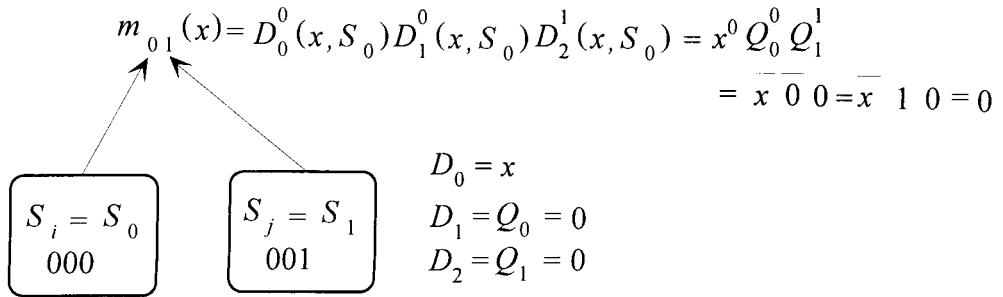 m₀₁(x) = D₀⁰(x, S₀) D₁⁰(x, S₀) D₂¹(x, S₀) = x⁰ Q₀⁰ Q₁¹
= x̅ 0̅ 0 = x̅ 1 0 = 0
Sᵢ = S₀
000
Sⱼ = S₁
001
D₀ = x
D₁ = Q₀ = 0
D₂ = Q₁ = 0